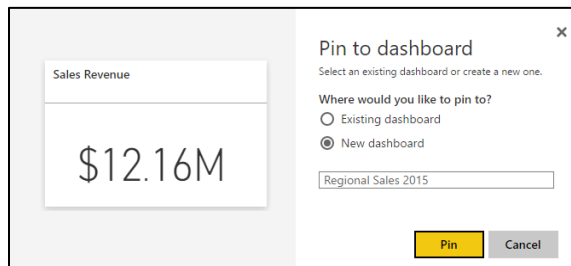 Sales Revenue
$12.16M
Pin to dashboard
Select an existing dashboard or create a new one.
Where would you like to pin to?
Existing dashboard
New dashboard
Regional Sales 2015
Pin
Cancel